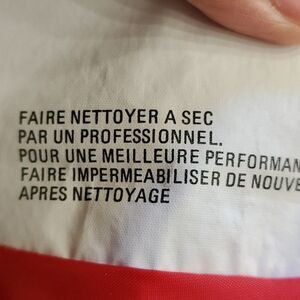 FAIRE NETTOYER A SEC
PAR UN PROFESSIONNEL.
POUR UNE MEILLEURE PERFORMAN
FAIRE IMPERMEABILISER DE NOUVE
APRES NETTOYAGE